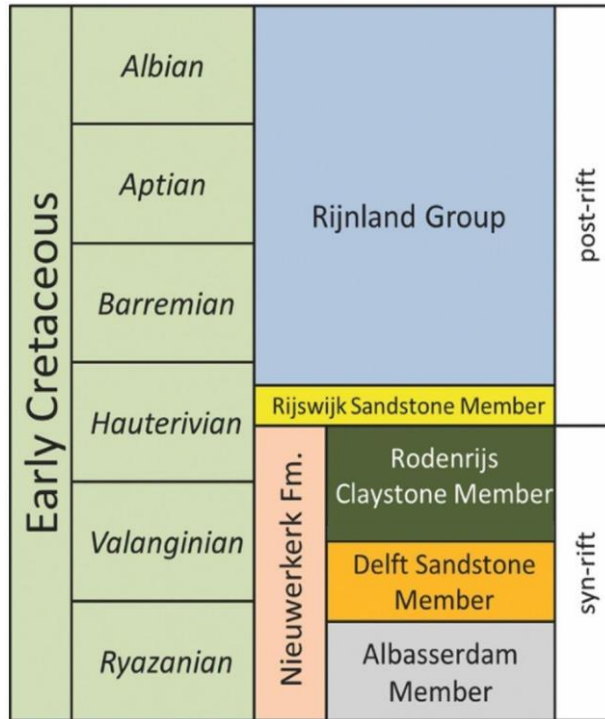 Early Cretaceous
Albian
Aptian
Barremian
Hauterivian
Valanginian
Ryazanian
Rijnland Group
Rijswijk Sandstone Member
Nieuwerkerk Fm.
Rodenrijs
Claystone Member
Delft Sandstone
Member
Albasserdam
Member
post-rift
syn-rift